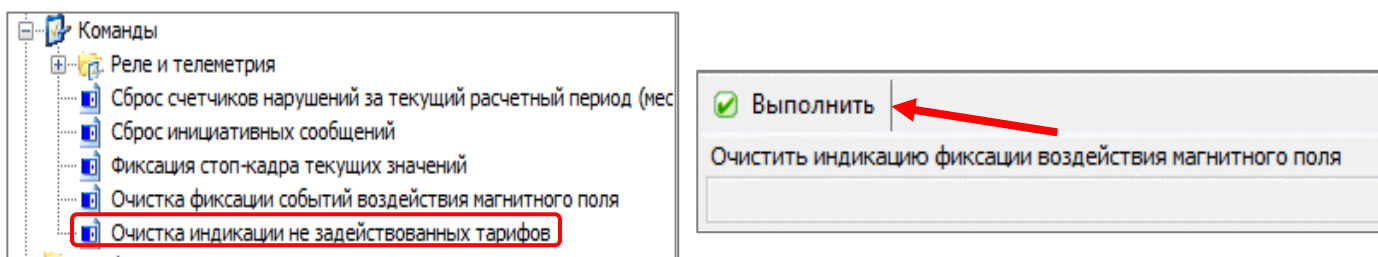 Команды
Реле и телеметрия
Сброс счетчиков нарушений за текущий расчетный период (мес
Сброс инициативных сообщений
Фиксация стоп-кадра текущих значений
Очистка фиксации событий воздействия магнитного поля
Очистка индикации не задействованных тарифов
Выполнить
Очистить индикацию фиксации воздействия магнитного поля